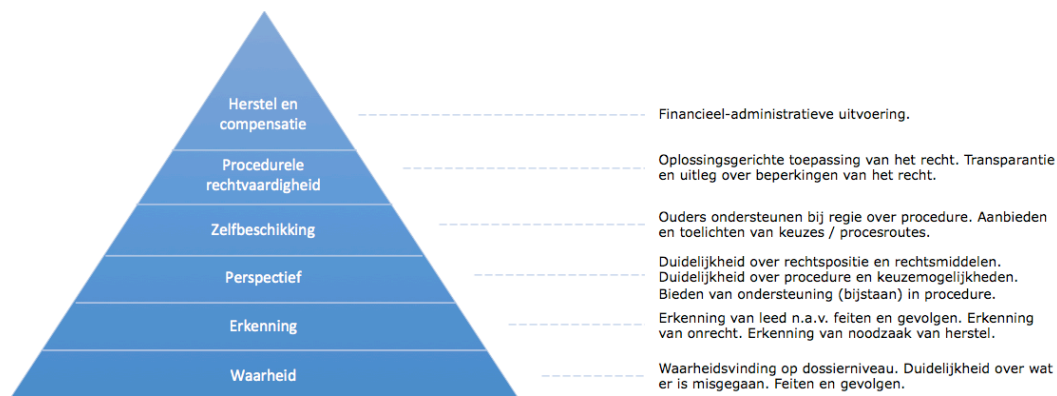 Herstel en
compensatie
Financieel-administratieve uitvoering.
Procedurele
rechtvaardigheid
Oplossingsgerichte toepassing van het recht. Transparantie
en uitleg over beperkingen van het recht.
Zelfbeschikking
Ouders ondersteunen bij regie over procedure. Aanbieden
en toelichten van keuzes / procesroutes.
Perspectief
Duidelijkheid over rechtspositie en rechtsmiddelen.
Duidelijkheid over procedure en keuzemogelijkheden.
Bieden van ondersteuning (bijstaan) in procedure.
Erkenning
Erkenning van leed n.a.v. feiten en gevolgen. Erkenning
van onrecht. Erkenning van noodzaak van herstel.
Waarheid
Waarheidsvinding op dossierniveau. Duidelijkheid over wat
er is misgegaan. Feiten en gevolgen.